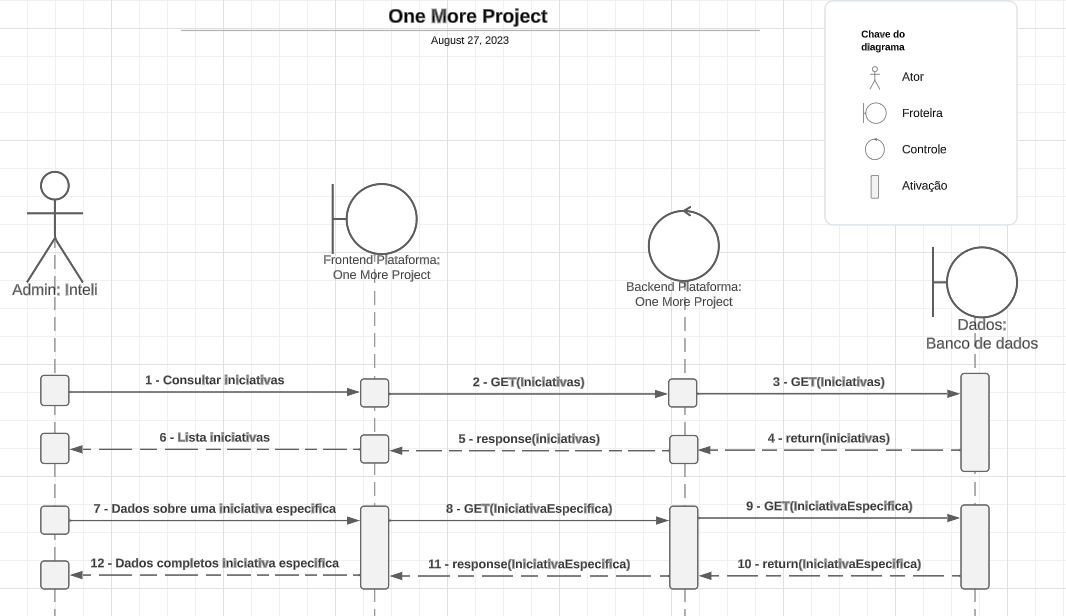 One More Project
August 27, 2023
Chave do
diagrama
Ator
Froteira
Controle
Ativação
Admin: Inteli
Frontend Plataforma:
One More Project
Backend Plataforma:
One More Project
Dados:
Banco de dados
1 - Consultar iniciativas
2 - GET(Iniciativas)
3 - GET(Iniciativas)
6 - Lista iniciativas
5 - response(iniciativas)
4 - return(iniciativas)
7 - Dados sobre uma iniciativa especifica
8 - GET(IniciativaEspecifica)
9 - GET(IniciativaEspecifica)
12 - Dados completos iniciativa especifica
11 - response(IniciativaEspecifica)
10 - return(IniciativaEspecifica)